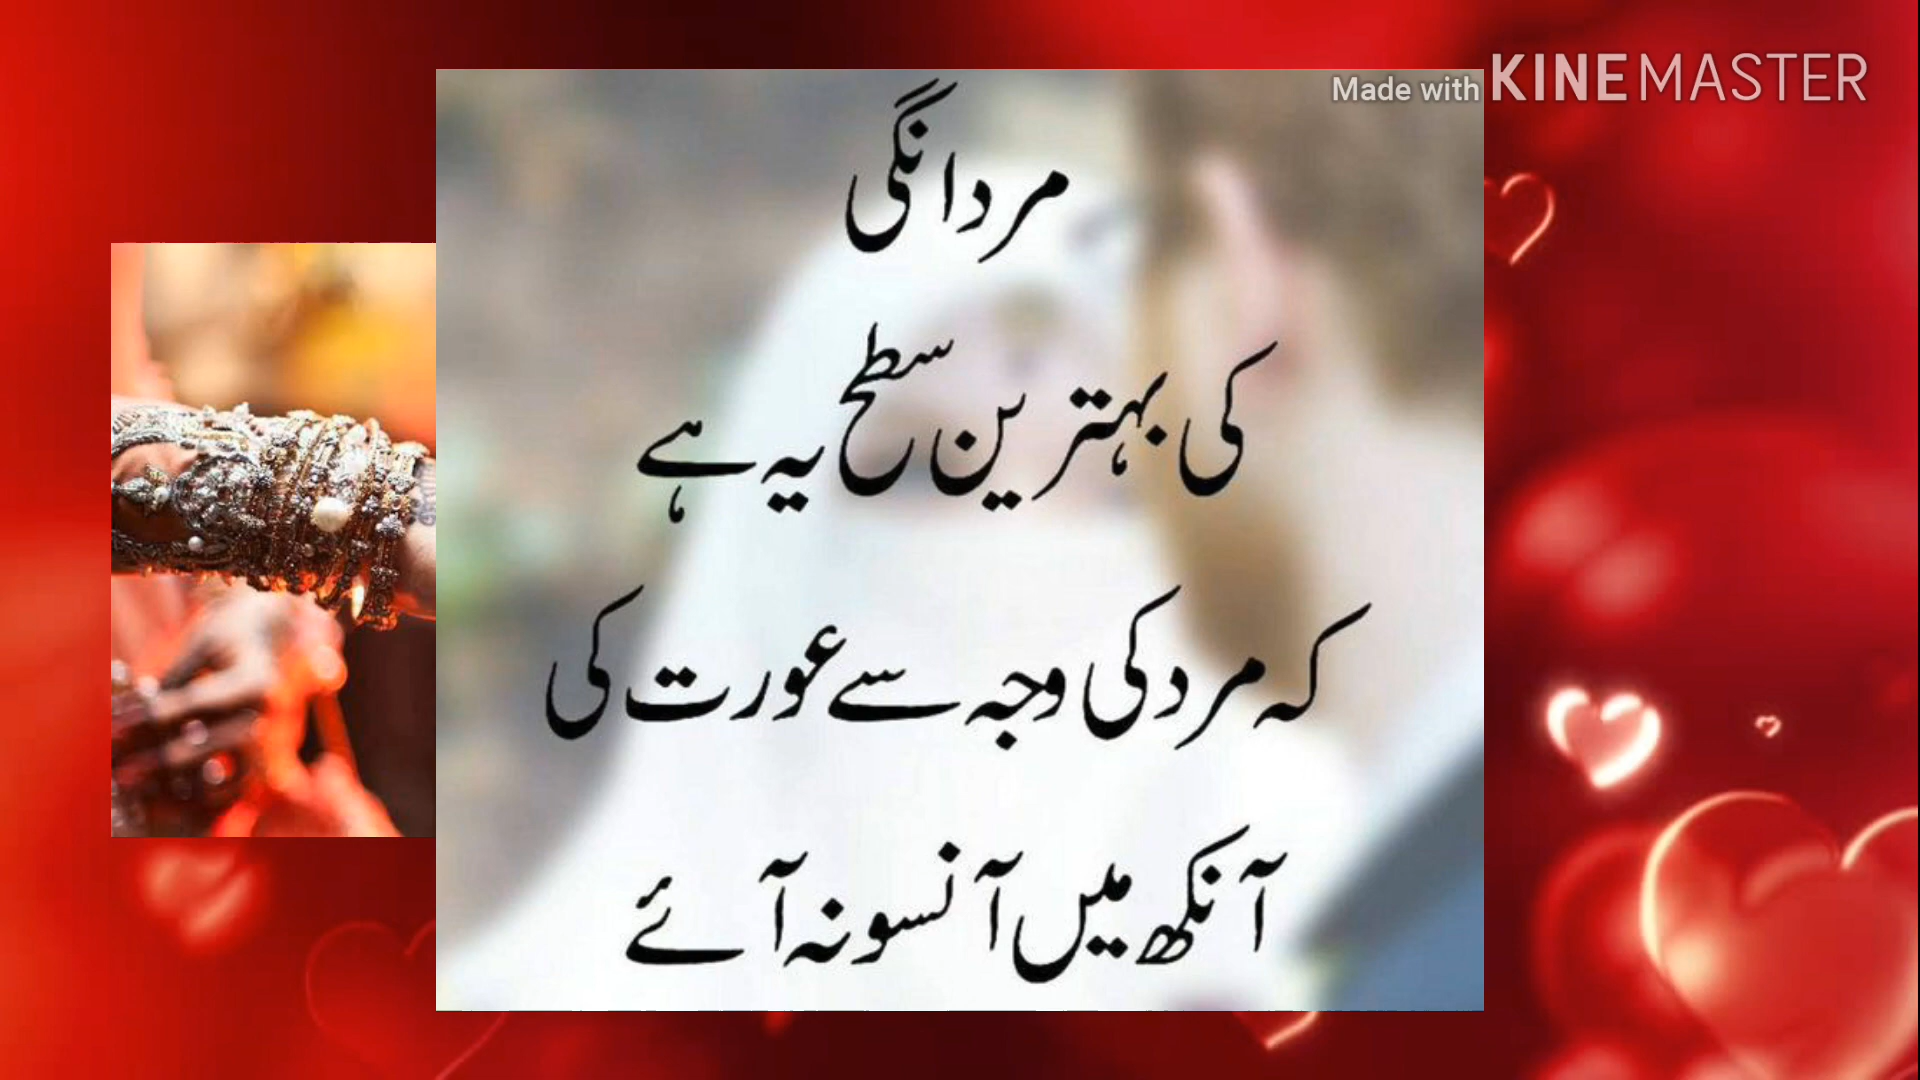 Made with KINEMASTER
مردانگی
کی بہترین سطح یہ ہے
کہ مرد کی وجہ سے عورت کی
آنکھ میں آنسو نہ آئے